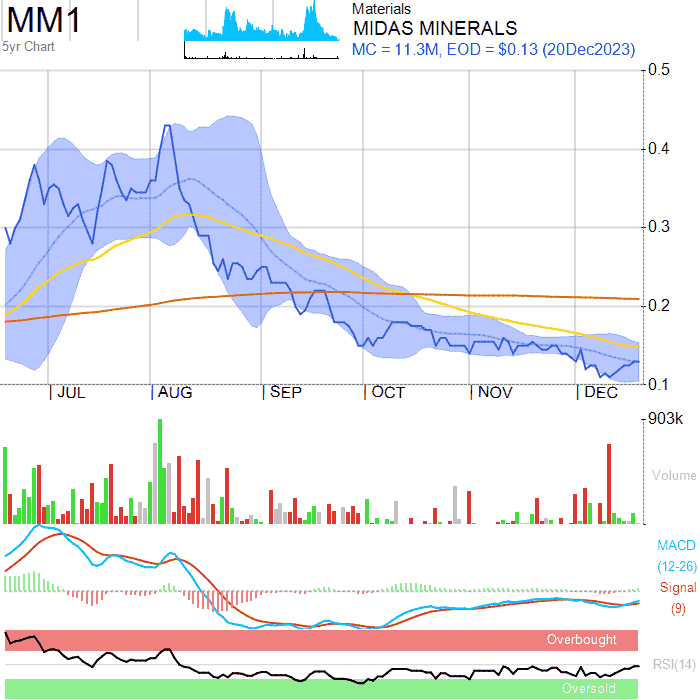 MM1
5yr Chart
Materials
MIDAS MINERALS
MC = 11.3M, EOD = $0.13 (20Dec2023)
0.5
0.4
0.3
0.2
0.1
JUL AUG SEP OCT NOV DEC
903k
Volume
MACD
(12-26)
Signal
(9)
Overbought
RSI(14)
Oversold